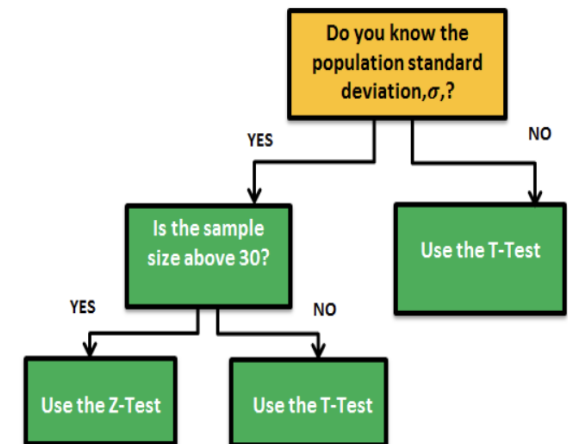 Do you know the
population standard
deviation,σ,?
YES
NO
Is the sample
size above 30?
Use the T-Test
YES
NO
Use the Z-Test
Use the T-Test